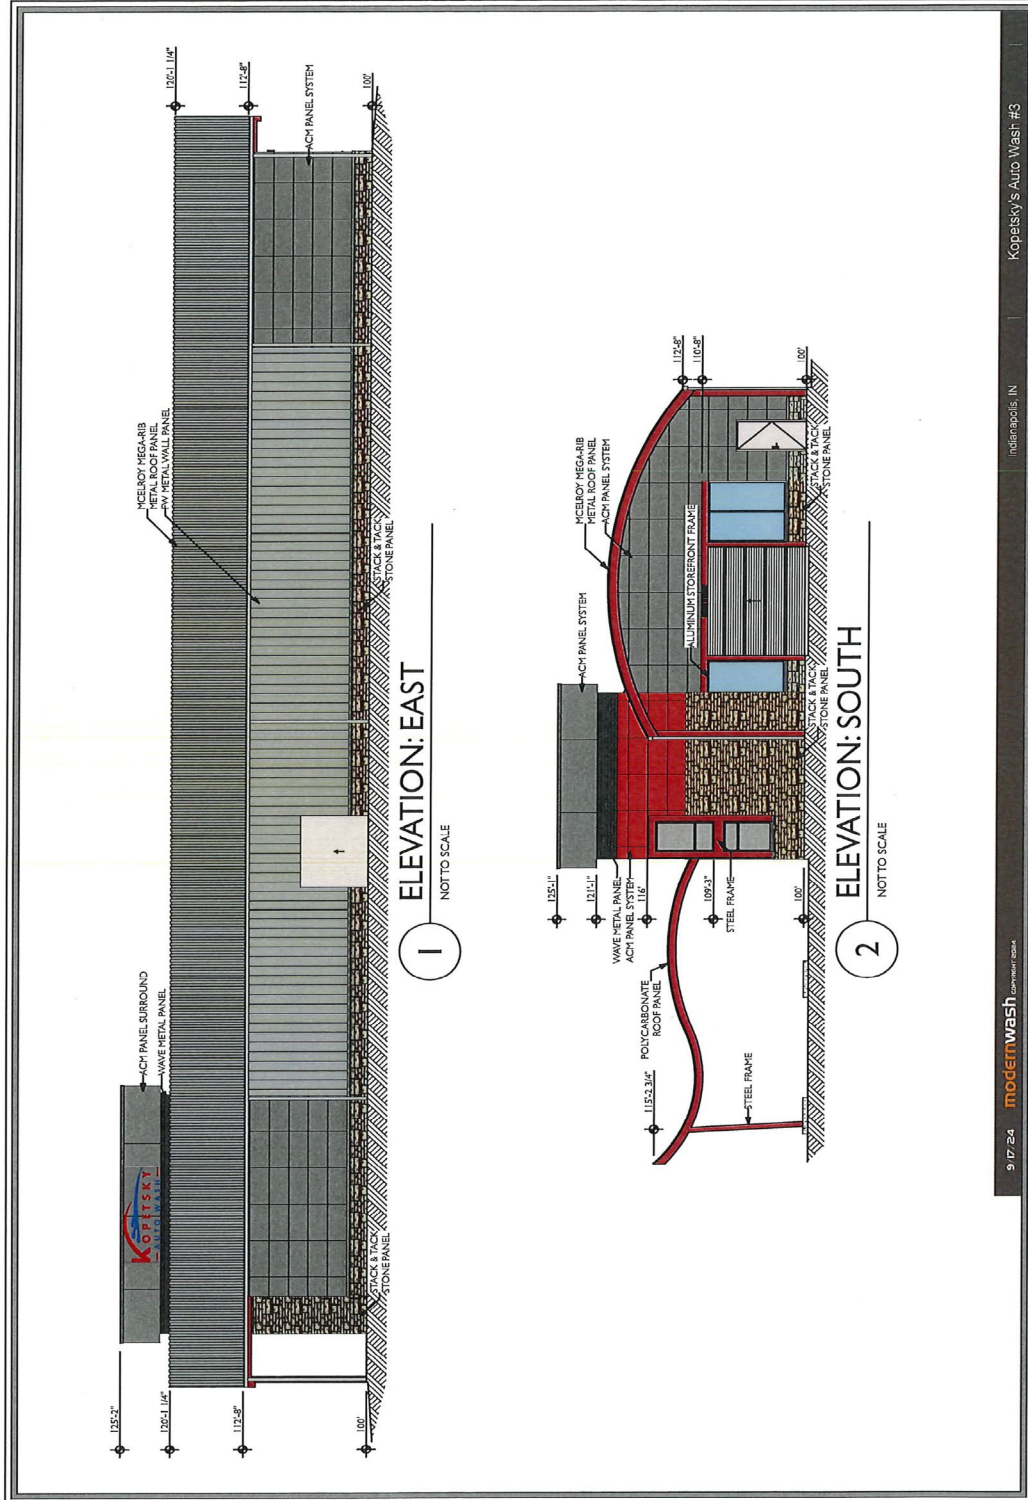 125'-2"
120'-1 1/4"
112'-8"
100'
ACM PANEL SURROUND
WAVE METAL PANEL
KOPETSKY
AUTO WASH
MCELROY MEGA-RIB
METAL ROOF PANEL
PW METAL WALL PANEL
120'-1 1/4"
112'-8"
ACM PANEL SYSTEM
100'
STACK & TACK
STONE PANEL
STACK & TACK
STONE PANEL
1
ELEVATION: EAST
NOT TO SCALE
125'-1"
121'-1"
WAVE METAL PANEL
ACM PANEL SYSTEM
116'
109'-3"
STEEL FRAME
100'
POLYCARBONATE
ROOF PANEL
115'-2 3/4"
STEEL FRAME
ACM PANEL SYSTEM
MCELROY MEGA-RIB
METAL ROOF PANEL
ACM PANEL SYSTEM
ALUMINUM STOREFRONT FRAME
112'-8"
110'-8"
100'
STACK & TACK
STONE PANEL
STACK & TACK
STONE PANEL
2
ELEVATION: SOUTH
NOT TO SCALE
9.17.24 modernwash COPYRIGHT 2024 Indianapolis, IN | Kopetsky's Auto Wash #3 |